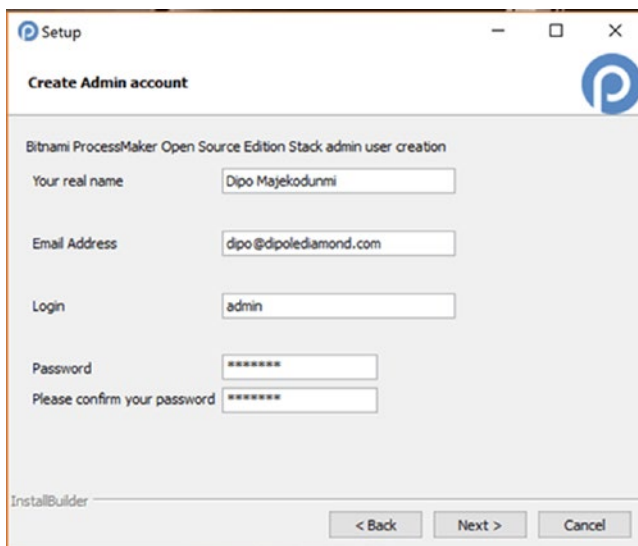 Setup
Create Admin account
Bitnami ProcessMaker Open Source Edition Stack admin user creation
Your real name Dipo Majekodunmi
Email Address dipo@dipolediamond.com
Login admin
Password *******
Please confirm your password *******
InstallBuilder
< Back Next > Cancel